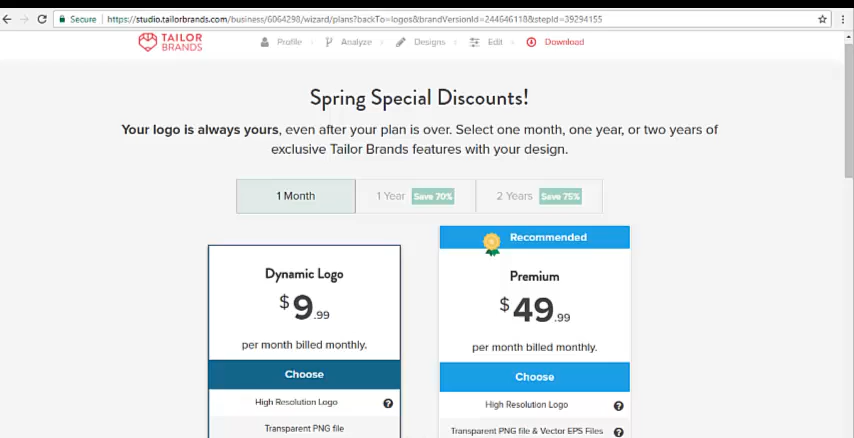 Secure https://studio.tailorbrands.com/business/6064298/wizard/plans?backTo=logos&brandVersionId=244646118&stepId=39294155
TAILOR
BRANDS
Profile Analyze Designs Edit Download
Spring Special Discounts!
Your logo is always yours, even after your plan is over. Select one month, one year, or two years of
exclusive Tailor Brands features with your design.
1 Month 1 Year Save 70% 2 Years Save 75%
Recommended
Dynamic Logo
$9.99
per month billed monthly.
Choose
High Resolution Logo ?
Transparent PNG file
Premium
$49.99
per month billed monthly.
Choose
High Resolution Logo ?
Transparent PNG file & Vector EPS Files ?